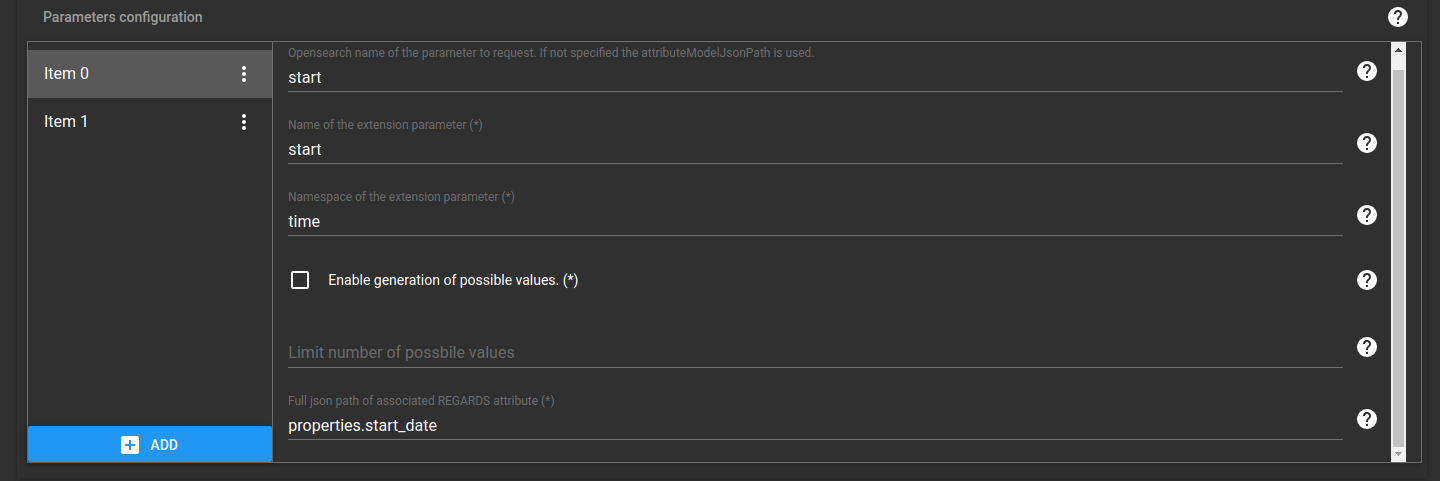 Parameters configuration
Item 0
Item 1
ADD
Opensearch name of the parameter to request. If not specified the attributeModelJsonPath is used.
start
Name of the extension parameter (*)
start
Namespace of the extension parameter (*)
time
Enable generation of possible values. (*)
Limit number of possbile values
Full json path of associated REGARDS attribute (*)
properties.start_date